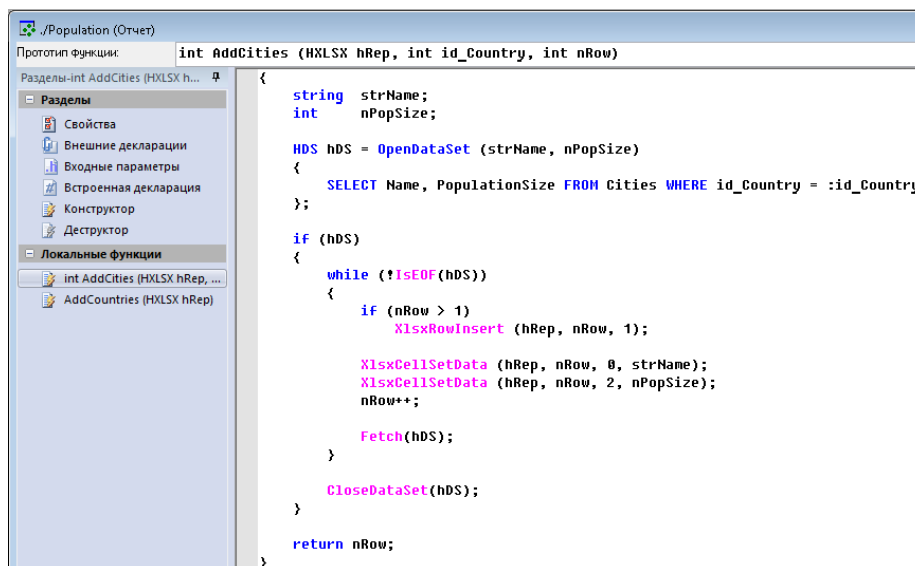 ./Population (Отчет)
Прототип функции: int AddCities (HXLSX hRep, int id_Country, int nRow)
Разделы-int AddCities (HXLSX h...
Разделы
Свойства
Внешние декларации
Входные параметры
Встроенная декларация
Конструктор
Деструктор
Локальные функции
int AddCities (HXLSX hRep, ...
AddCountries (HXLSX hRep)
{
string strName;
int nPopSize;
HDS hDS = OpenDataSet (strName, nPopSize)
{
SELECT Name, PopulationSize FROM Cities WHERE id_Country = :id_Country
};
if (hDS)
{
while (!IsEOF(hDS))
{
if (nRow > 1)
XlsxRowInsert (hRep, nRow, 1);
XlsxCellSetData (hRep, nRow, 0, strName);
XlsxCellSetData (hRep, nRow, 2, nPopSize);
nRow++;
Fetch(hDS);
}
CloseDataSet(hDS);
}
return nRow;
}